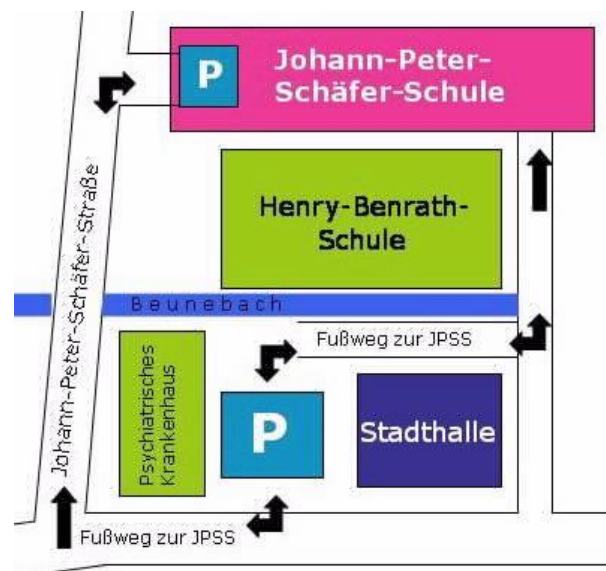 P
Johann-Peter-
Schäfer-Schule
Henry-Benrath-
Schule
Johann-Peter-Schäfer-Straße
Beunebach
Fußweg zur JPSS
Psychiatrisches
Krankenhaus
P
Stadthalle
Fußweg zur JPSS